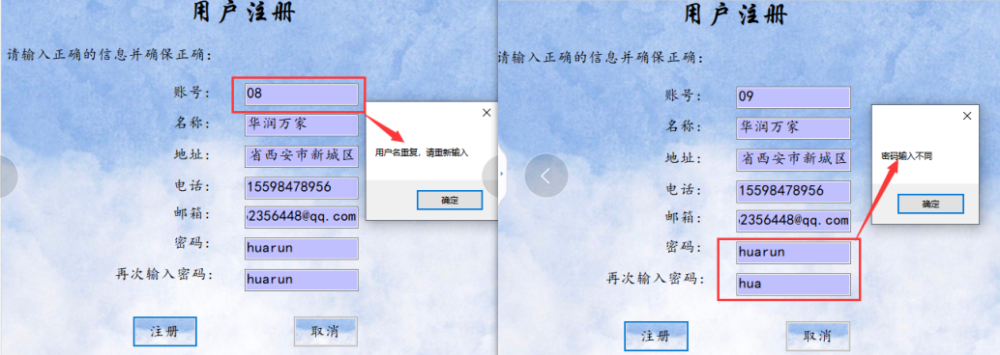 用户注册
请输入正确的信息并确保正确：
账号：
08
名称：
华润万家
地址：
省西安市新城区
电话：
15598478956
邮箱：
2356448@qq.com
密码：
huarun
再次输入密码：
huarun
注册
取消
用户名重复，请重新输入
确定
用户注册
请输入正确的信息并确保正确：
账号：
09
名称：
华润万家
地址：
省西安市新城区
电话：
15598478956
邮箱：
2356448@qq.com
密码：
huarun
再次输入密码：
hua
注册
取消
密码输入不同
确定